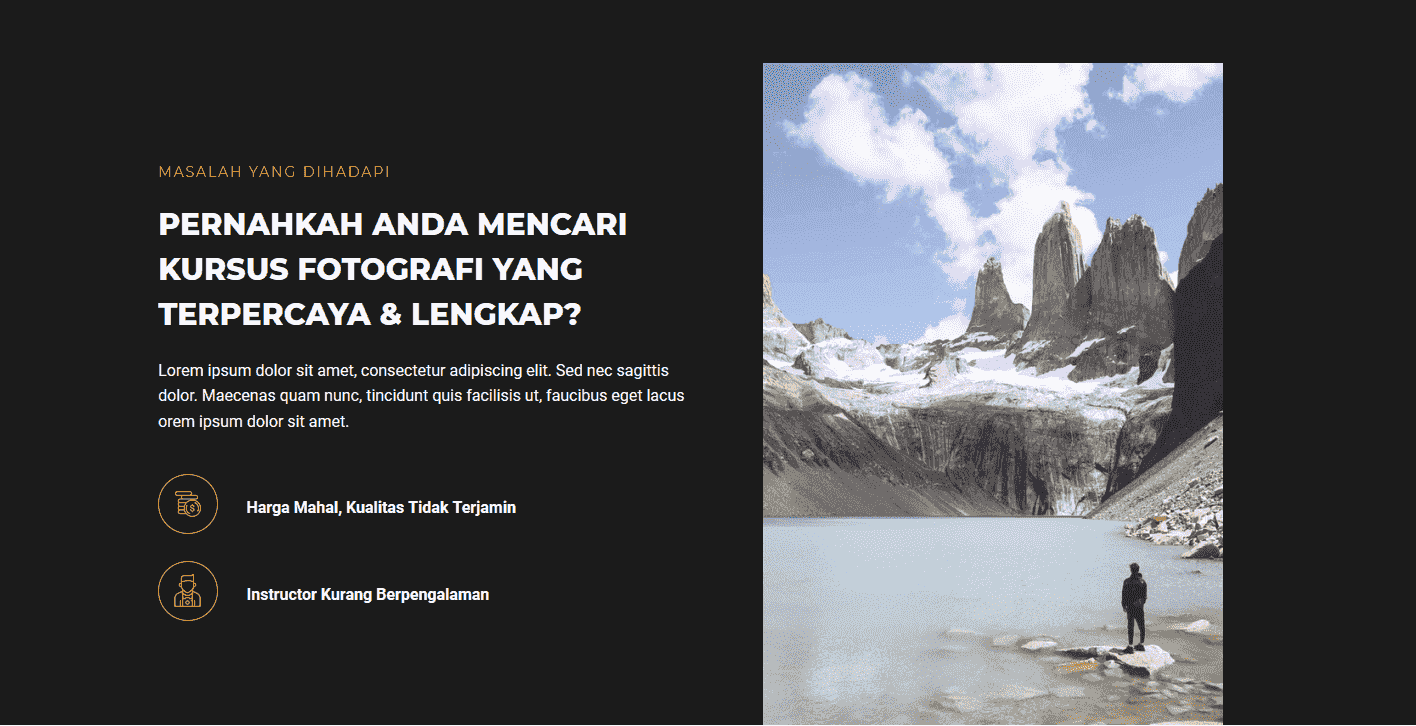 MASALAH YANG DIHADAPI
PERNAHKAH ANDA MENCARI
KURSUS FOTOGRAFI YANG
TERPERCAYA & LENGKAP?
Lorem ipsum dolor sit amet, consectetur adipiscing elit. Sed nec sagittis
dolor. Maecenas quam nunc, tincidunt quis facilisis ut, faucibus eget lacus
orem ipsum dolor sit amet.
Harga Mahal, Kualitas Tidak Terjamin
Instructor Kurang Berpengalaman